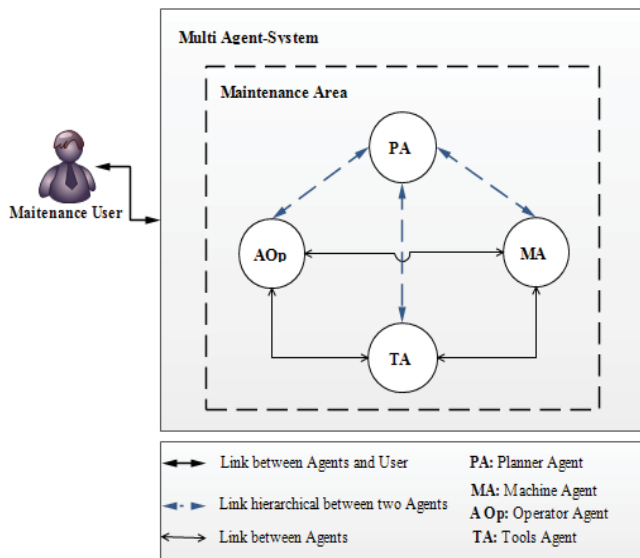 Multi Agent-System
Maintenance Area
PA
Maitenance User
AOp
MA
TA
Link between Agents and User
PA: Planner Agent
Link hierarchical between two Agents
MA: Machine Agent
A Op: Operator Agent
Link between Agents
TA: Tools Agent